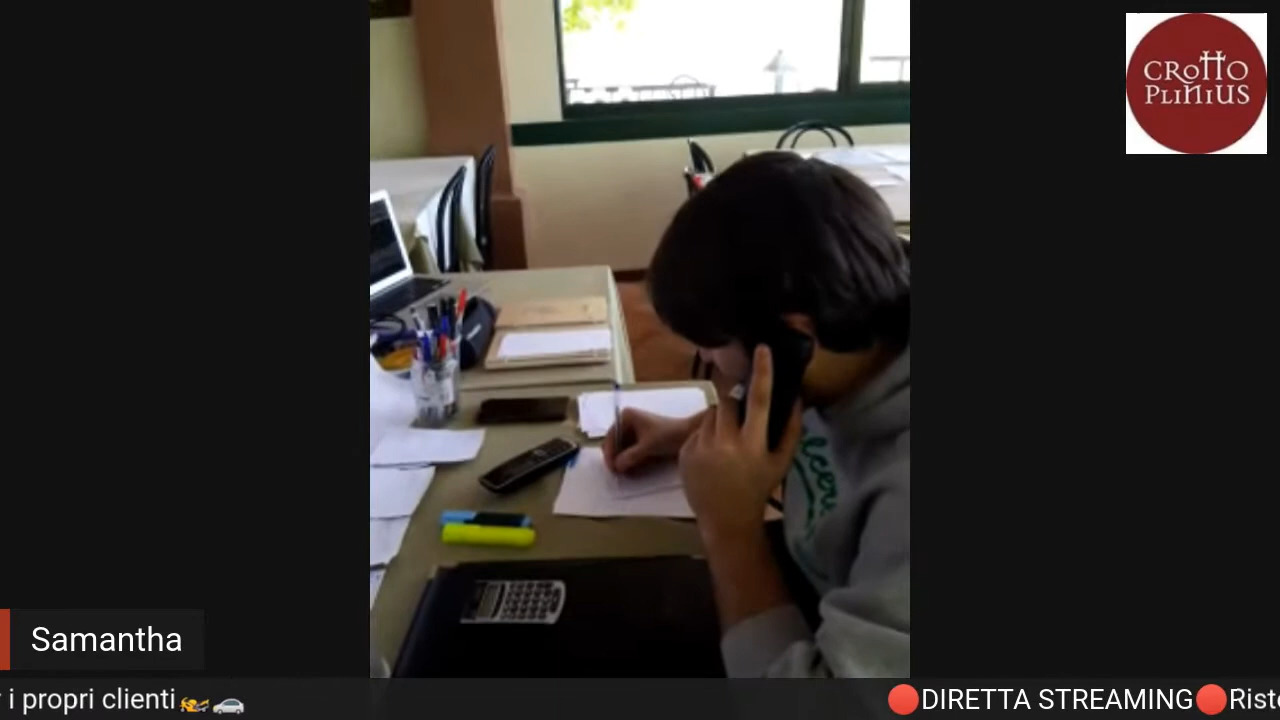 CROTTO
PLINIUS
Samantha
i propri clienti
🔴DIRETTA STREAMING🔴Rist